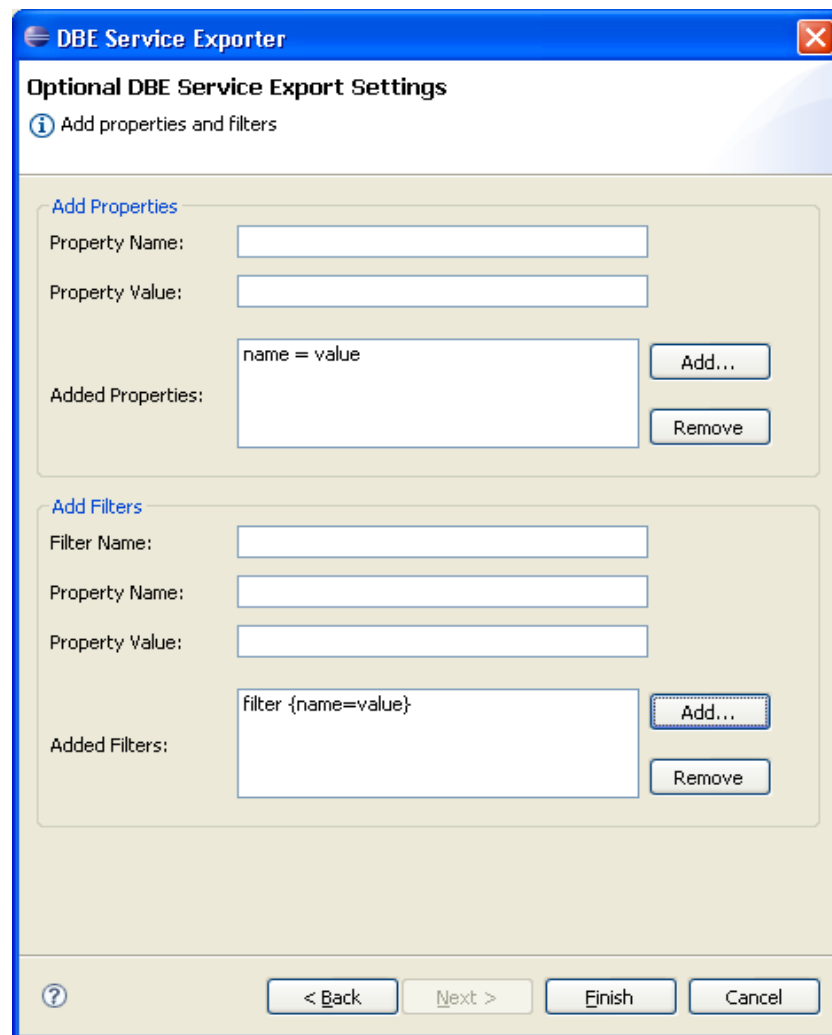 DBE Service Exporter
Optional DBE Service Export Settings
Add properties and filters
Add Properties
Property Name:
Property Value:
name = value
Add...
Added Properties:
Remove
Add Filters
Filter Name:
Property Name:
Property Value:
filter {name=value}
Add...
Added Filters:
Remove
< Back Next > Finish Cancel